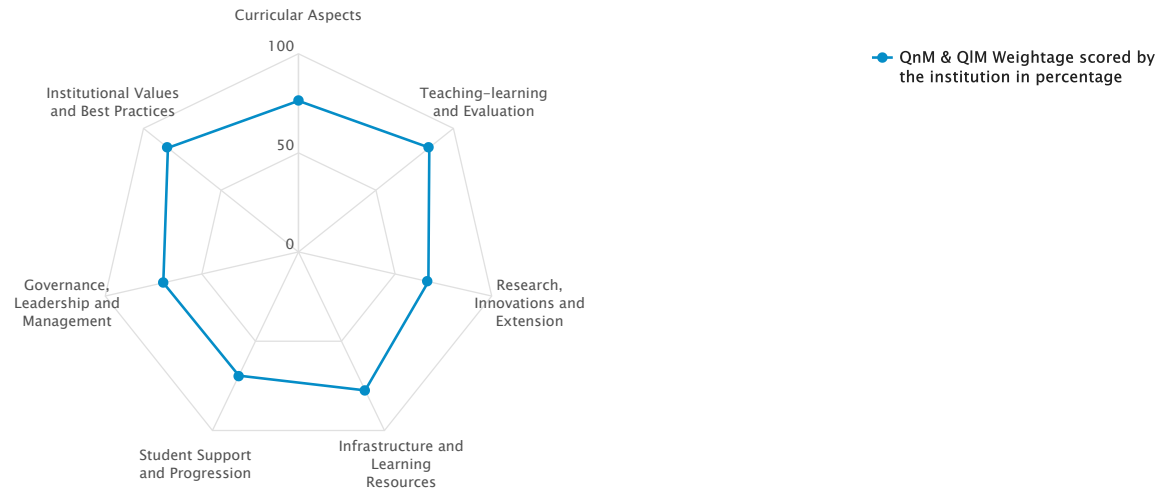 Curricular Aspects
100
50
0
Teaching-learning
and Evaluation
Research,
Innovations and
Extension
Infrastructure and
Learning
Resources
Student Support
and Progression
Governance,
Leadership and
Management
Institutional Values
and Best Practices
QnM & QlM Weightage scored by
the institution in percentage